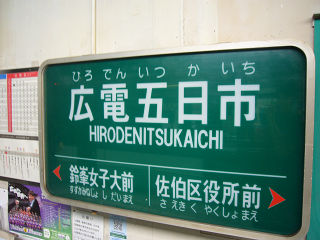 ひろでんいつかいち
広電五日市
HIRODENITSUKAICHI
鈴峯女子大前
すずがみねじょしだいまえ
佐伯区役所前
さえきくやくしょまえ